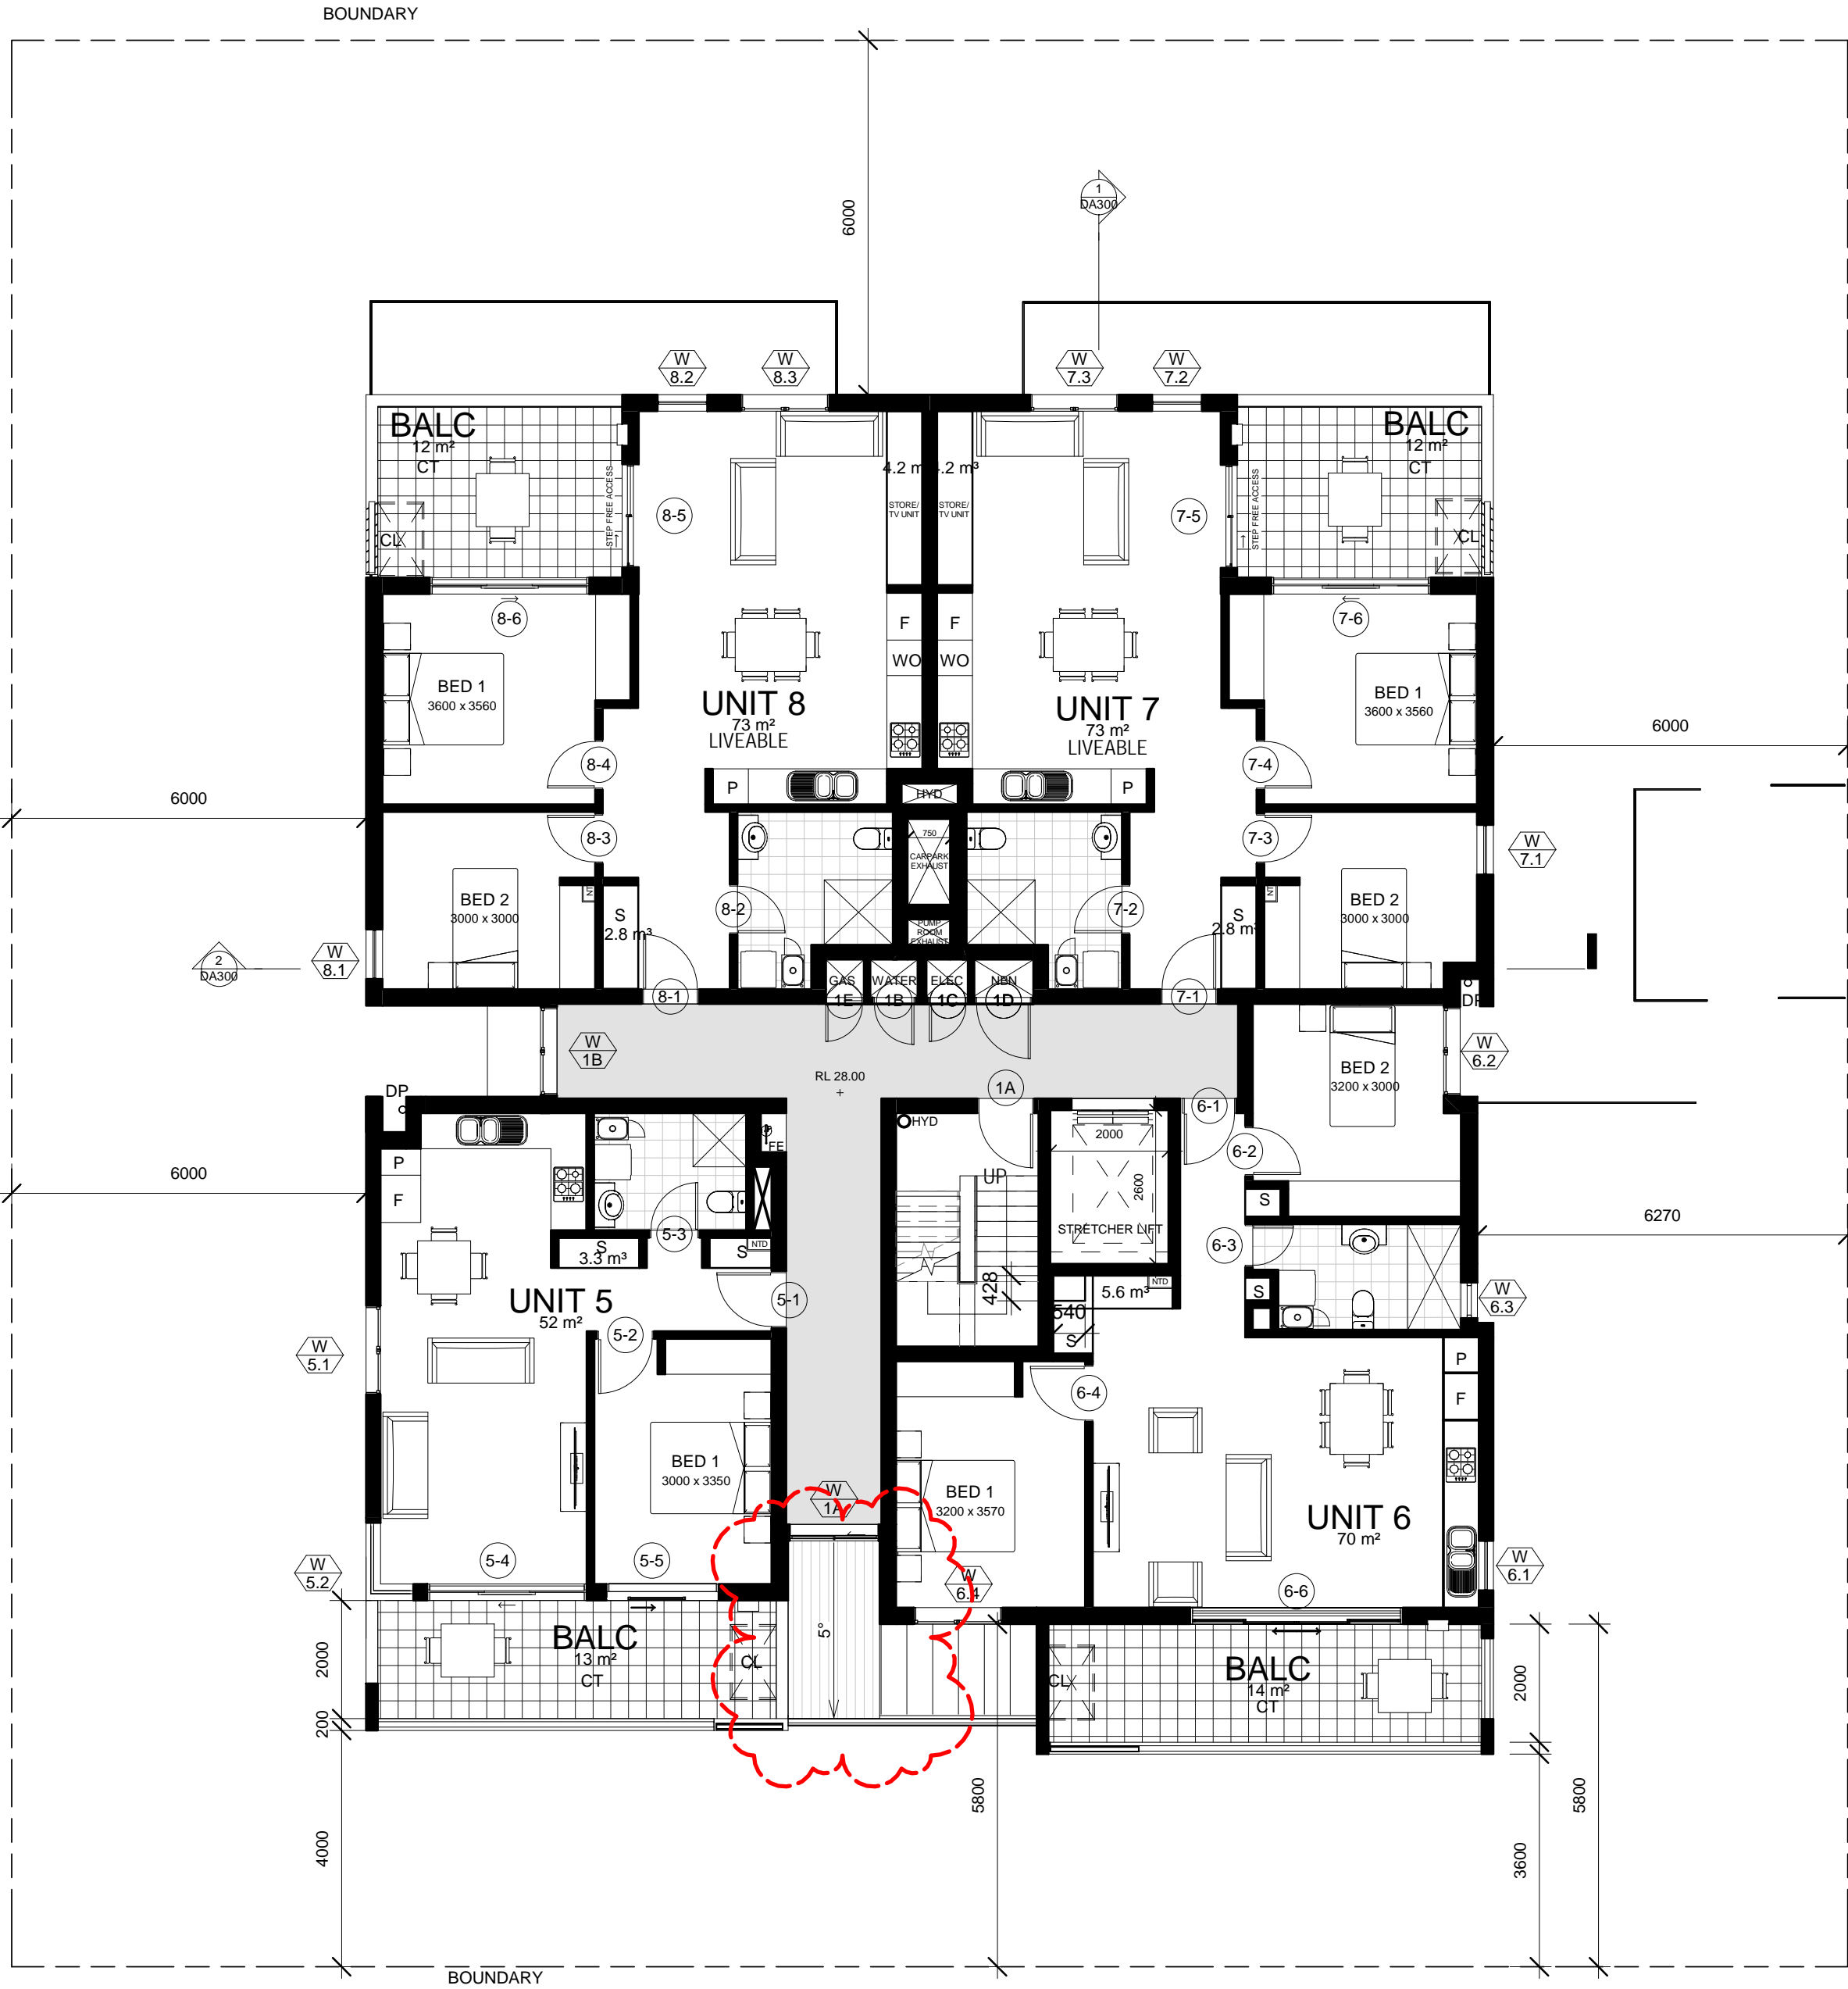 BOUNDARY
6000
1
DA300
W
8.2
W
8.3
W
7.3
W
7.2
BALC
12 m²
CT
BALC
12 m²
CT
4.2 m
.2 m³
STEP FREE ACCESS
STEP FREE ACCESS
8-5
STORE/
TV UNIT
STORE/
TV UNIT
7-5
CL
CL
8-6
F
F
7-6
WO
WO
BED 1
3600 x 3560
UNIT 8
73 m²
LIVEABLE
UNIT 7
73 m²
LIVEABLE
BED 1
3600 x 3560
6000
8-4
7-4
P
P
HYD
6000
8-3
750
CARPARK
EXHAUST
7-3
W
7.1
NT
NT
BED 2
3000 x 3000
S
2.8 m³
8-2
PUMP
ROOM
EXHAUST
7-2
S
2.8 m³
BED 2
3000 x 3000
2
DA300
W
8.1
GAS
WATER
ELEC
NBN
8-1
1E
1B
1C
1D
7-1
DP
W
1B
W
6.2
RL 28.00
1A
BED 2
3200 x 3000
DP
6-1
HYD
FE
2000
6-2
P
F
6000
UP
2600
S
STRETCHER LIFT
6270
5-3
S
3.3 m³
S
NTD
6-3
UNIT 5
52 m²
5-1
428
5.6 m³
NTD
S
W
6.3
540
S
5-2
W
5.1
P
F
6-4
BED 1
3000 x 3350
BED 1
3200 x 3570
W
1A
UNIT 6
70 m²
W
5.2
5-4
5-5
W
6.4
6-6
W
6.1
2000
BALC
13 m²
CT
CL
5°
CL
BALC
14 m²
CT
2000
200
5800
5800
4000
3600
BOUNDARY